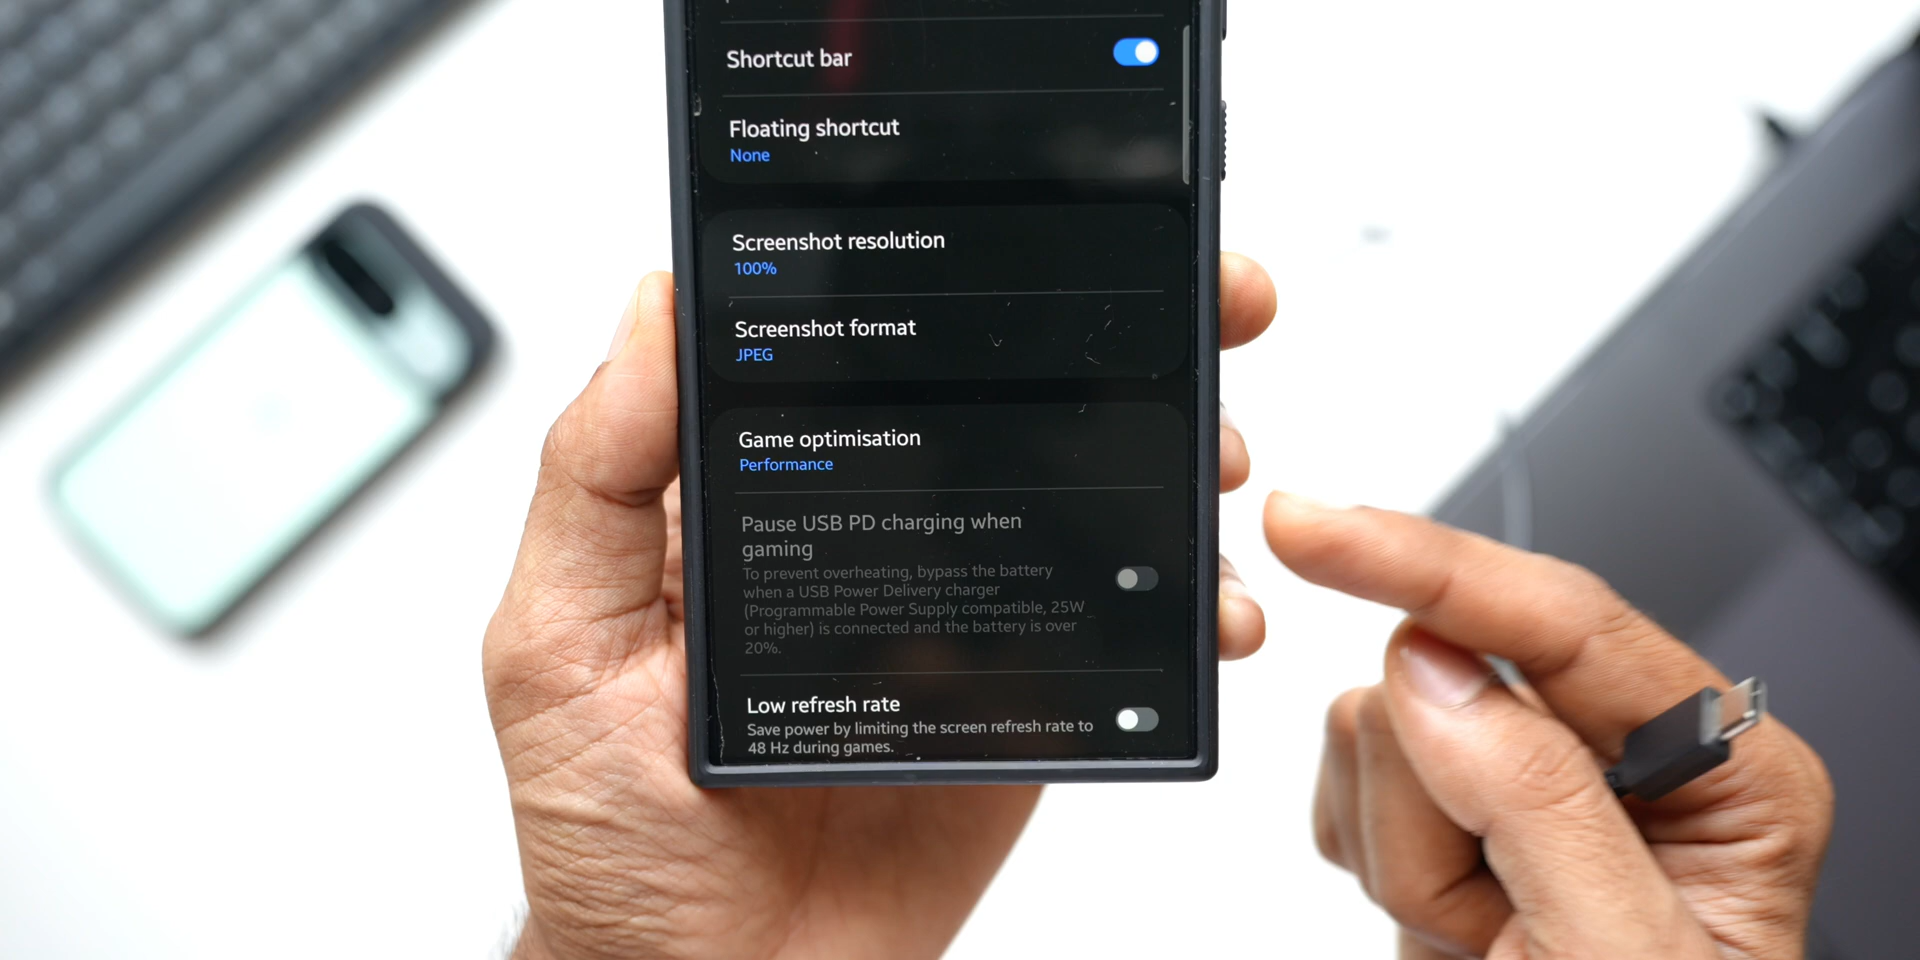 Shortcut bar
Floating shortcut
None
Screenshot resolution
100%
Screenshot format
JPEG
Game optimisation
Performance
Pause USB PD charging when
gaming
To prevent overheating, bypass the battery
when a USB Power Delivery charger
(Programmable Power Supply compatible, 25W
or higher) is connected and the battery is over
20%.
Low refresh rate
Save power by limiting the screen refresh rate to
48 Hz during games.